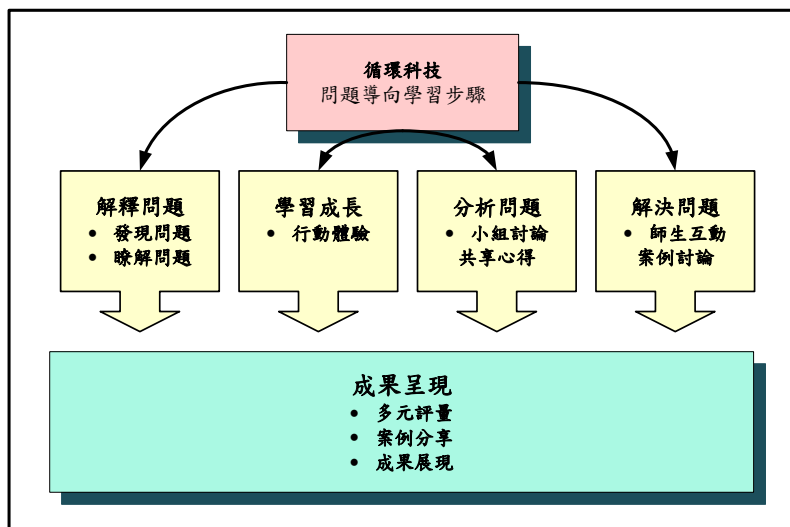 循環科技
問題導向學習步驟
解釋問題
• 發現問題
• 瞭解問題
學習成長
• 行動體驗
分析問題
• 小組討論
共享心得
解決問題
• 師生互動
案例討論
成果呈現
• 多元評量
• 案例分享
• 成果展現